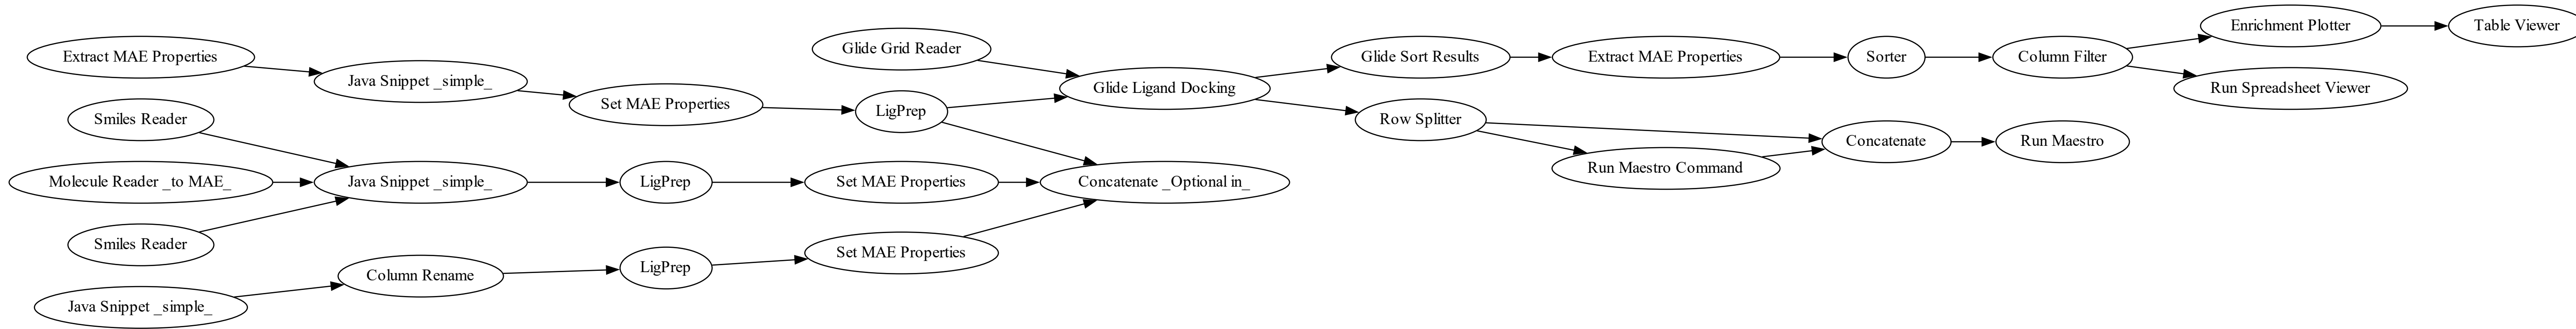 Extract MAE Properties
Java Snippet _simple_
Set MAE Properties
LigPrep
Glide Grid Reader
Glide Ligand Docking
Glide Sort Results
Extract MAE Properties
Sorter
Column Filter
Enrichment Plotter
Table Viewer
Run Spreadsheet Viewer
Row Splitter
Run Maestro Command
Concatenate
Run Maestro
Smiles Reader
Molecule Reader _to MAE_
Smiles Reader
Java Snippet _simple_
LigPrep
Set MAE Properties
Concatenate _Optional in_
Java Snippet _simple_
Column Rename
LigPrep
Set MAE Properties